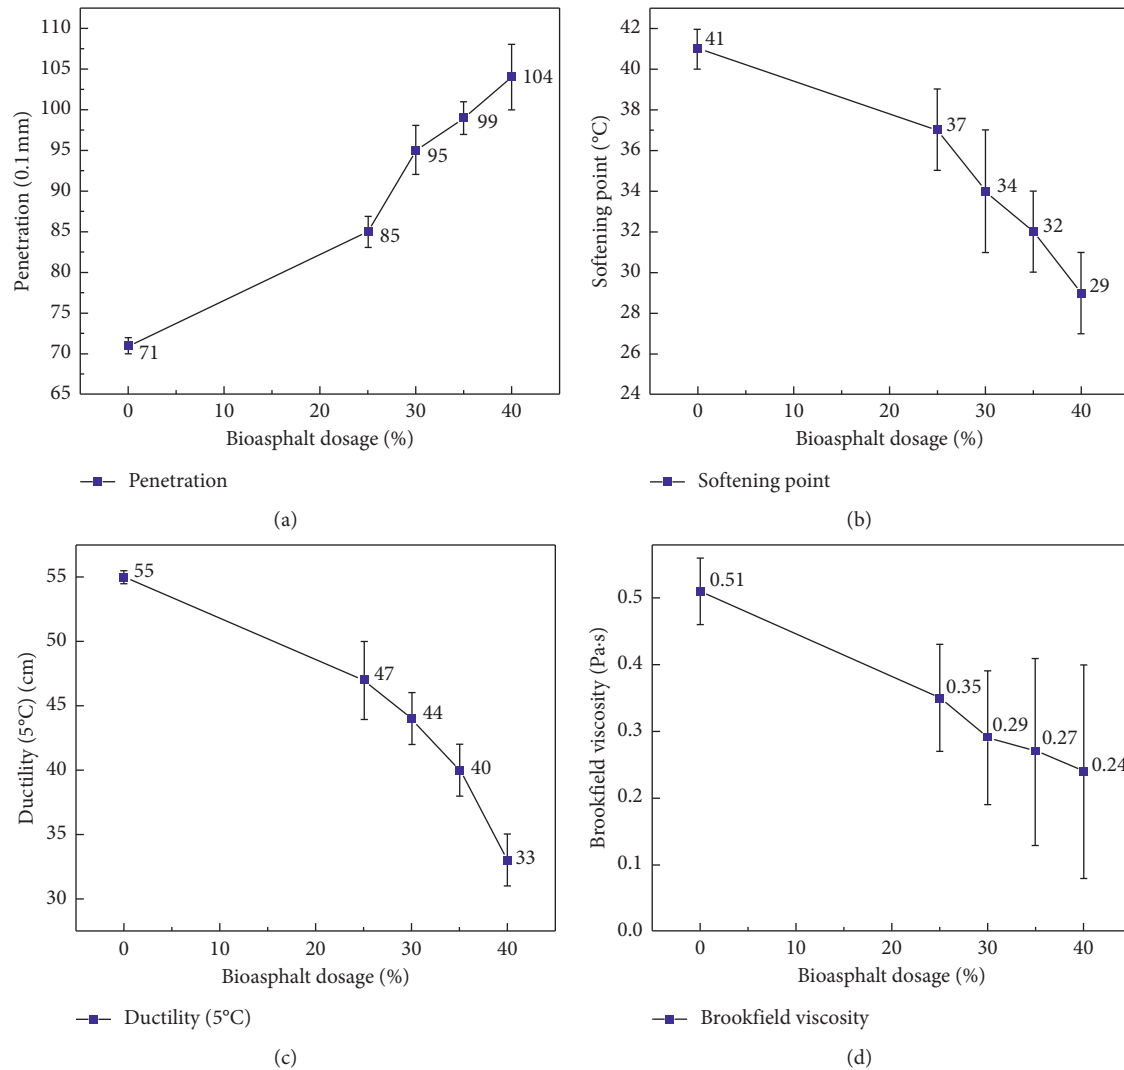 110
105
100
95
90
85
80
75
70
65
Penetration (0.1 mm)
71
85
95
99
104
0 10 20 30 40
Bioasphalt dosage (%)
Penetration
(a)
42
40
38
36
34
32
30
28
26
24
Softening point (°C)
41
37
34
32
29
0 10 20 30 40
Bioasphalt dosage (%)
Softening point
(b)
55
50
45
40
35
30
Ductility (5°C) (cm)
55
47
44
40
33
0 10 20 30 40
Bioasphalt dosage (%)
Ductility (5°C)
(c)
0.5
0.4
0.3
0.2
0.1
0.0
Brookfield viscosity (Pa·s)
0.51
0.35
0.29
0.27
0.24
0 10 20 30 40
Bioasphalt dosage (%)
Brookfield viscosity
(d)